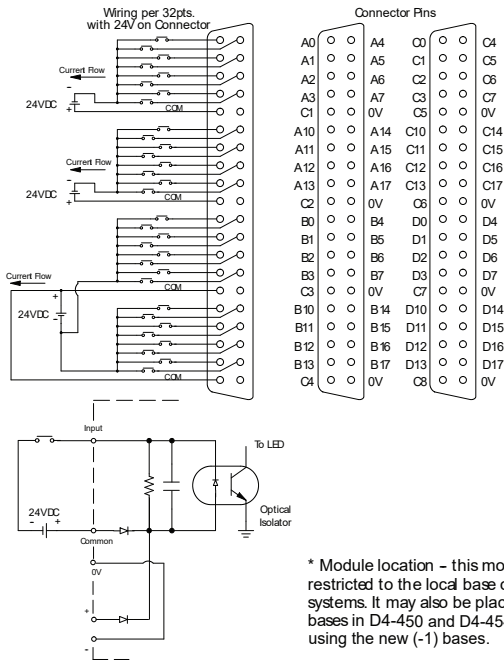 Wiring per 32pts.
with 24V on Connector
Current Flow
-
24VDC
+
COM
Current Flow
-
24VDC
+
COM
COM
Current Flow
+
24VDC
-
COM
Connector Pins
A0 A4 C0 C4
A1 A5 C1 C5
A2 A6 C2 C6
A3 A7 C3 C7
C1 0V C5 0V
A10 A14 C10 C14
A11 A15 C11 C15
A12 A16 C12 C16
A13 A17 C13 C17
C2 0V C6 0V
B0 B4 D0 D4
B1 B5 D1 D5
B2 B6 D2 D6
B3 B7 D3 D7
C3 0V C7 0V
B10 B14 D10 D14
B11 B15 D11 D15
B12 B16 D12 D16
B13 B17 D13 D17
C4 0V C8 0V
Input
To LED
24VDC
- +
Optical
Isolator
Common
0V
+
-
* Module location – this mo
restricted to the local base o
systems. It may also be plac
bases in D4-450 and D4-45
using the new (-1) bases.